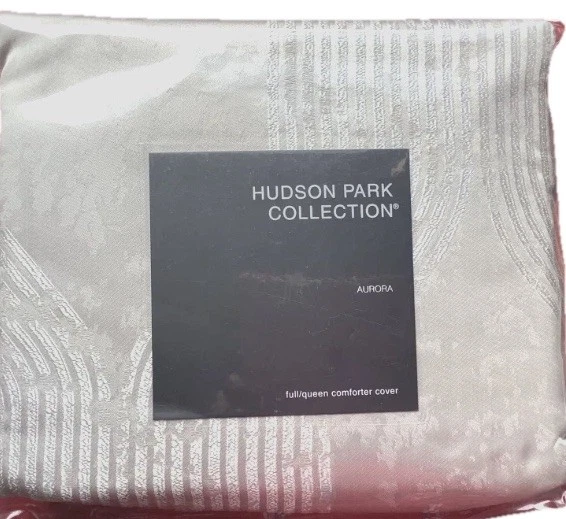 HUDSON PARK
COLLECTION®
AURORA
full/queen comforter cover